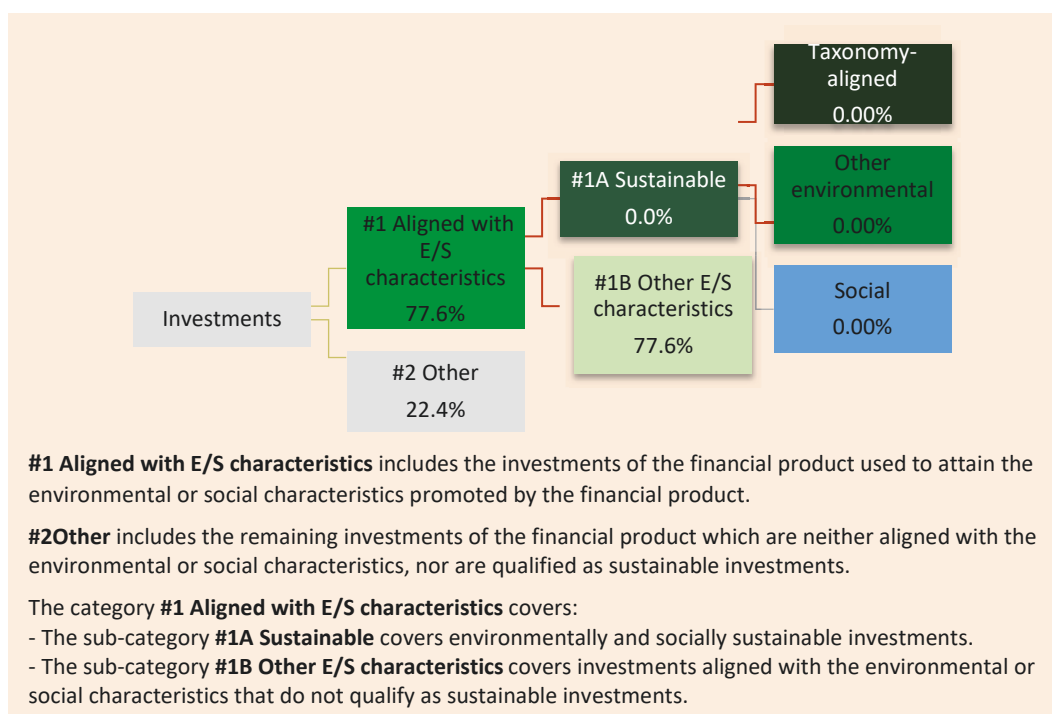 Taxonomy-
aligned
0.00%
#1A Sustainable
0.0%
Other
environmental
0.00%
#1 Aligned with
E/S
characteristics
77.6%
#1B Other E/S
characteristics
77.6%
Social
0.00%
Investments
#2 Other
22.4%
#1 Aligned with E/S characteristics includes the investments of the financial product used to attain the
environmental or social characteristics promoted by the financial product.
#2Other includes the remaining investments of the financial product which are neither aligned with the
environmental or social characteristics, nor are qualified as sustainable investments.
The category #1 Aligned with E/S characteristics covers:
- The sub-category #1A Sustainable covers environmentally and socially sustainable investments.
- The sub-category #1B Other E/S characteristics covers investments aligned with the environmental or
social characteristics that do not qualify as sustainable investments.